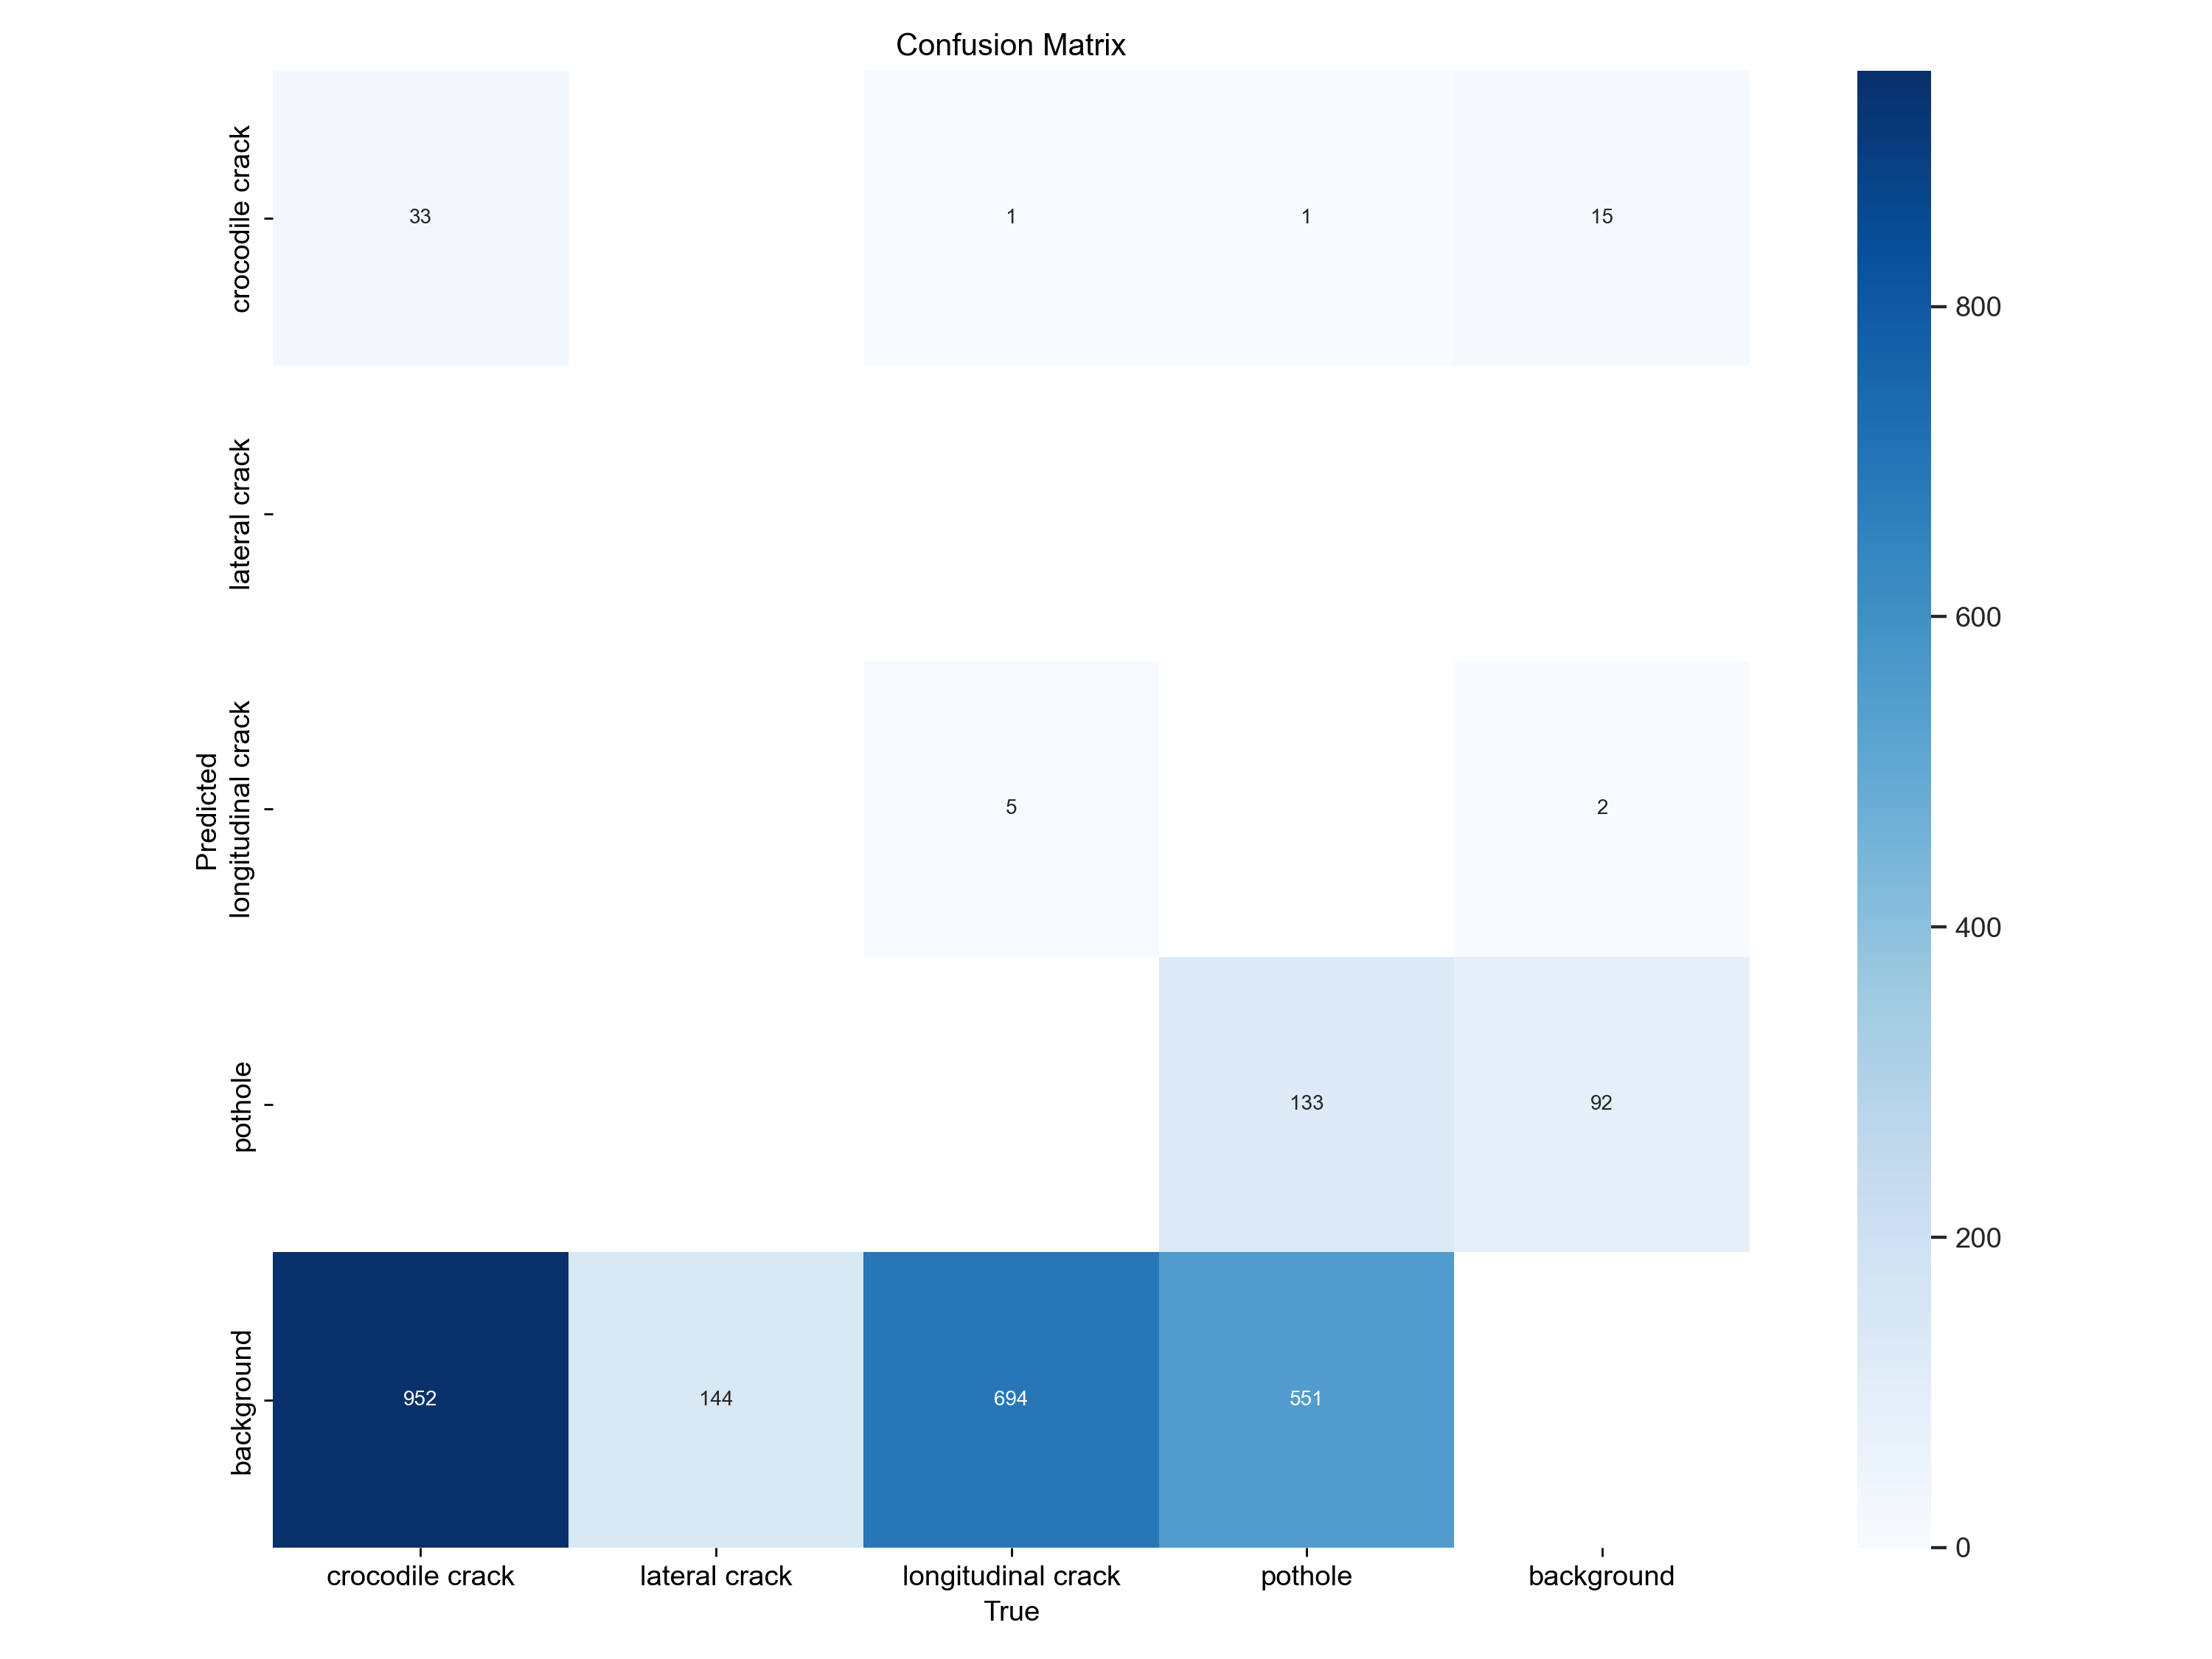 Confusion Matrix
crocodile crack
33
1
1
15
lateral crack
longitudinal crack
5
2
pothole
133
92
background
952
144
694
551
Predicted
crocodile crack
lateral crack
longitudinal crack
pothole
background
True
800
600
400
200
0